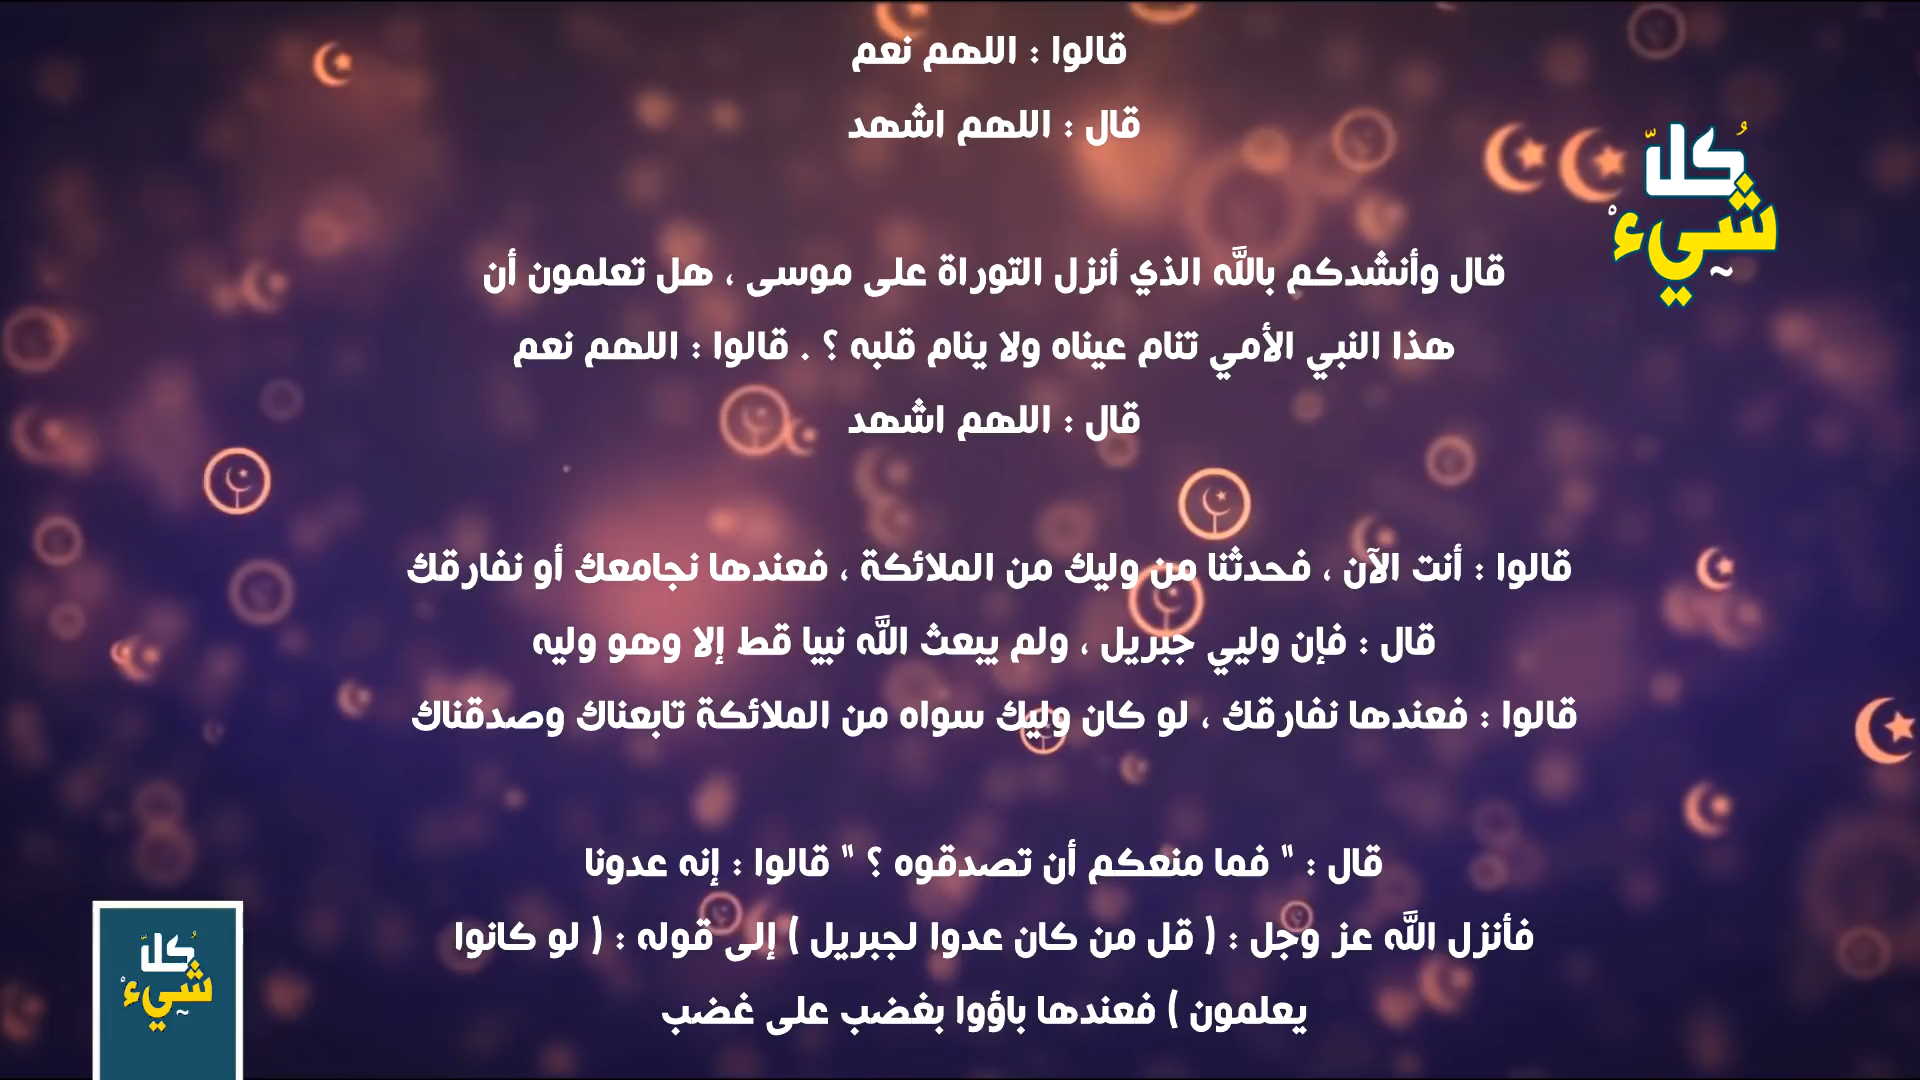 قالوا : اللهم نعم
قال : اللهم اشهد
كلّ
شيء
قال وأنشدكم باللَّه الذي أنزل التوراة على موسى ، هل تعلمون أن
هذا النبي الأمي تنام عيناه ولا ينام قلبه ؟ . قالوا : اللهم نعم
قال : اللهم اشهد
قالوا : أنت الآن ، فحدثنا من وليك من الملائكة ، فعندها نجامعك أو نفارقك
قال : فإن وليي جبريل ، ولم يبعث اللَّه نبيا قط إلا وهو وليه
قالوا : فعندها نفارقك ، لو كان وليك سواه من الملائكة تابعناك وصدقناك
قال : " فما منعكم أن تصدقوه ؟ " قالوا : إنه عدونا
فأنزل اللَّه عز وجل : ( قل من كان عدوا لجبريل ) إلى قوله : ( لو كانوا
يعلمون ) فعندها باؤوا بغضب على غضب
كُلّ
شيء